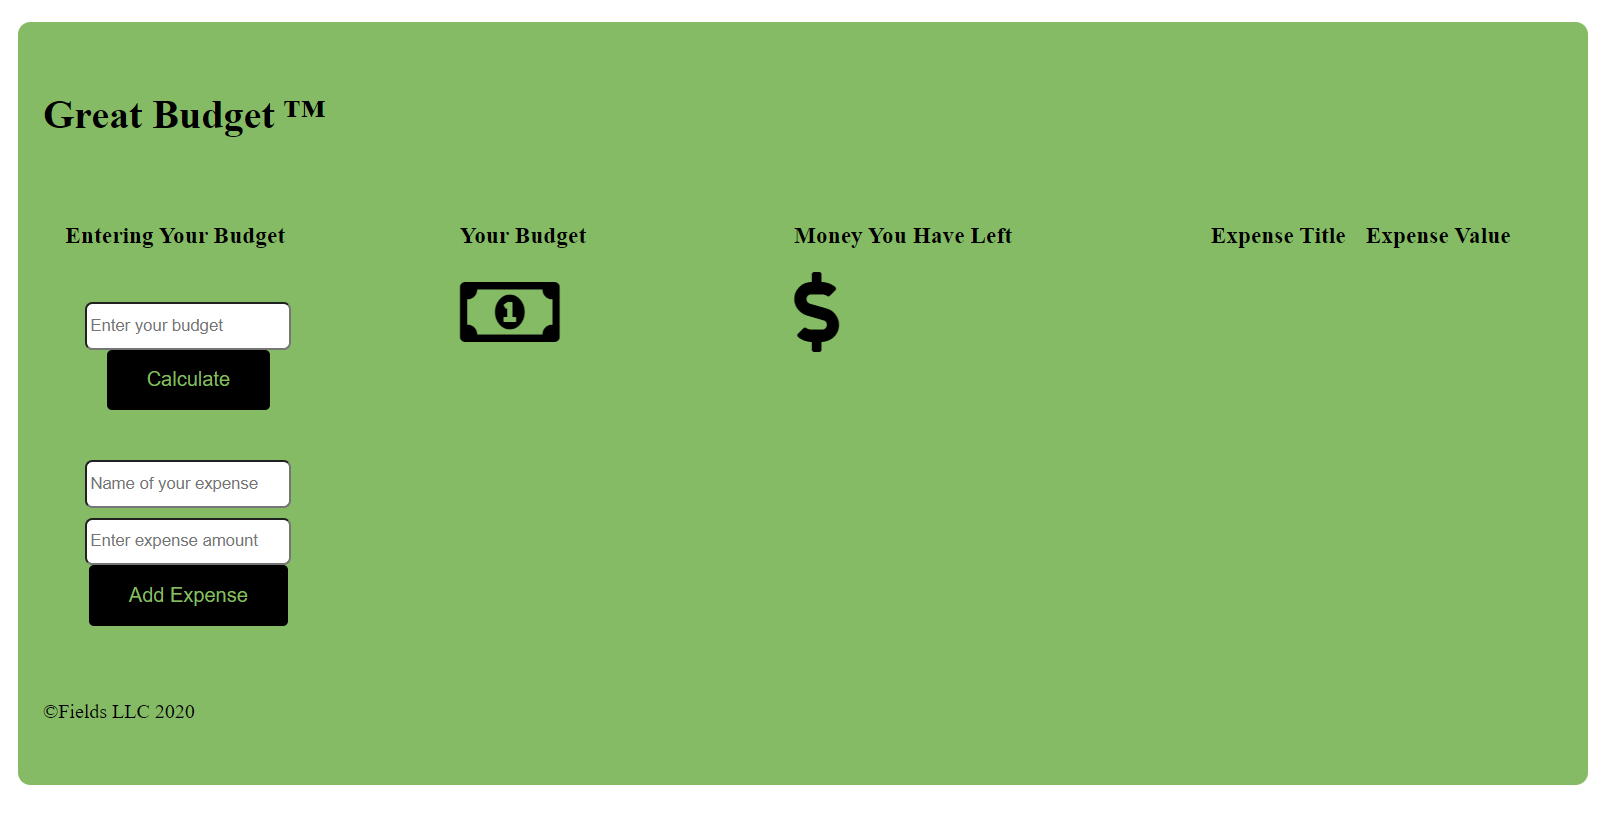 Great Budget ™
Entering Your Budget
Your Budget
Money You Have Left
Expense Title
Expense Value
Enter your budget
1
Calculate
Name of your expense
Enter expense amount
Add Expense
©Fields LLC 2020